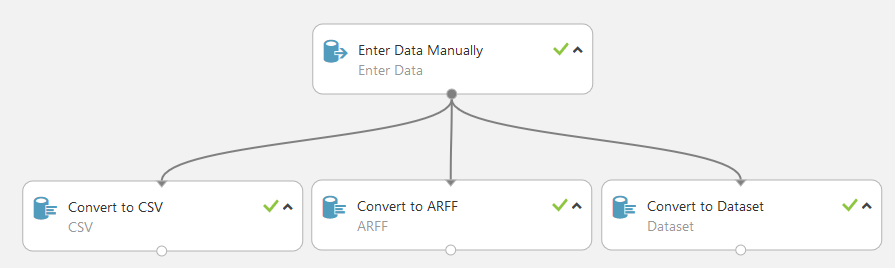 Enter Data Manually
Enter Data
Convert to CSV
CSV
Convert to ARFF
ARFF
Convert to Dataset
Dataset